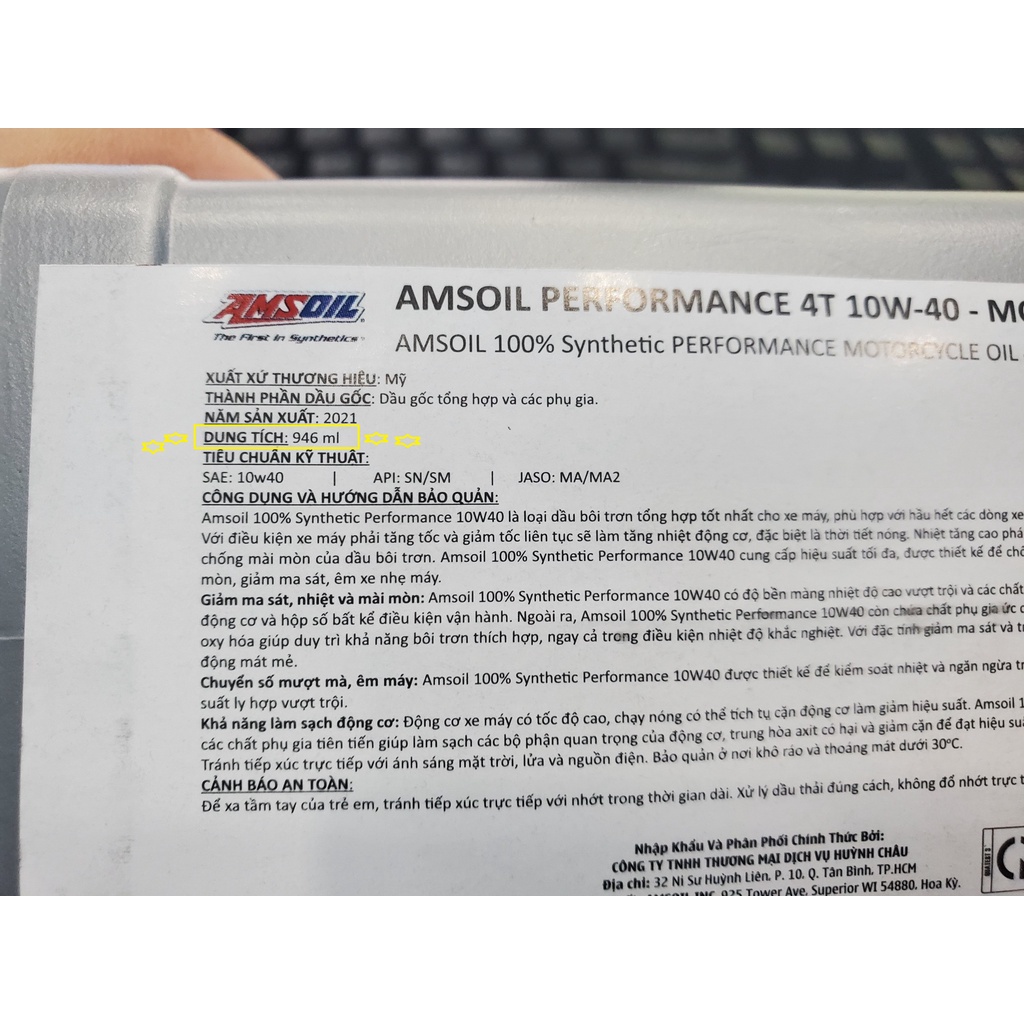 AMSOIL
The First in Synthetics
AMSOIL PERFORMANCE 4T 10W-40 -
AMSOIL 100% Synthetic PERFORMANCE MOTORCYCLE OIL
XUẤT XỨ THƯƠNG HIỆU: Mỹ
THÀNH PHẦN DẦU GỐC: Dầu gốc tổng hợp và các phụ gia.
NĂM SẢN XUẤT: 2021
DUNG TÍCH: 946 ml
TIÊU CHUẨN KỸ THUẬT:
SAE: 10w40 | API: SN/SM | JASO: MA/MA2
CÔNG DỤNG VÀ HƯỚNG DẪN BẢO QUẢN:
Amsoil 100% Synthetic Performance 10W40 là loại dầu bôi trơn tổng hợp tốt nhất cho xe máy, phù hợp với hầu hết các dòng xe
Với điều kiện xe máy phải tăng tốc và giảm tốc liên tục sẽ làm tăng nhiệt động cơ, đặc biệt là thời tiết nóng. Nhiệt tăng cao phá
chống mài mòn của dầu bôi trơn. Amsoil 100% Synthetic Performance 10W40 cung cấp hiệu suất tối đa, được thiết kế để
mòn, giảm ma sát, êm xe nhẹ máy.
Giảm ma sát, nhiệt và mài mòn: Amsoil 100% Synthetic Performance 10W40 có độ bền màng nhiệt độ cao vượt trội và các chất
động cơ và hộp số bất kể điều kiện vận hành. Ngoài ra, Amsoil 100% Synthetic Performance 10W40 còn chứa chất phụ gia ức
oxy hóa giúp duy trì khả năng bôi trơn thích hợp, ngay cả trong điều kiện nhiệt độ khắc nghiệt. Với đặc tính giảm ma sát và
động mát mẻ.
Chuyển số mượt mà, êm máy: Amsoil 100% Synthetic Performance 10W40 được thiết kế để kiểm soát nhiệt và ngăn ngừa
suất ly hợp vượt trội.
Khả năng làm sạch động cơ: Động cơ xe máy có tốc độ cao, chạy nóng có thể tích tụ cặn động cơ làm giảm hiệu suất. Amsoil
các chất phụ gia tiên tiến giúp làm sạch các bộ phận quan trọng của động cơ, trung hòa axit có hại và giảm cặn để đạt hiệu
Tránh tiếp xúc trực tiếp với ánh sáng mặt trời, lửa và nguồn điện. Bảo quản ở nơi khô ráo và thoáng mát dưới 30°C.
CẢNH BÁO AN TOÀN:
Để xa tầm tay của trẻ em, tránh tiếp xúc trực tiếp với nhớt trong thời gian dài. Xử lý dầu thải đúng cách, không đổ nhớt trực
Nhập Khẩu Và Phân Phối Chính Thức Bởi:
CÔNG TY TNHH THƯƠNG MẠI DỊCH VỤ HUỲNH CHÂU
Địa chỉ: 32 Ni Sư Huỳnh Liên, P. 10, Q. Tân Bình, TP.HCM
AMSOIL INC. 925 Tower Ave, Superior WI 54880, Hoa Kỳ.